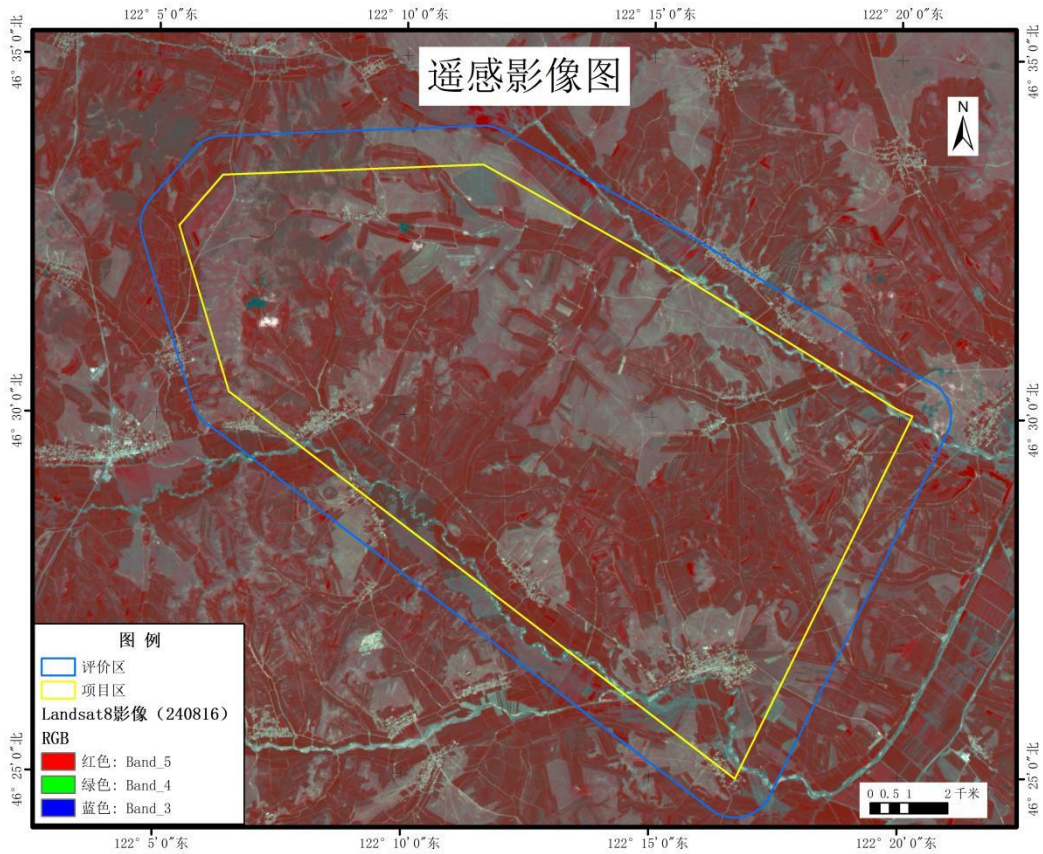 122° 5′0″东
122° 10′0″东
122° 15′0″东
122° 20′0″东
46° 35′0″北
46° 35′0″北
遥感影像图
N
46° 30′0″北
46° 30′0″北
图 例
评价区
项目区
Landsat8影像（240816）
RGB
红色: Band_5
绿色: Band_4
蓝色: Band_3
46° 25′0″北
46° 25′0″北
0 0.5 1 2 千米
122° 5′0″东
122° 10′0″东
122° 15′0″东
122° 20′0″东